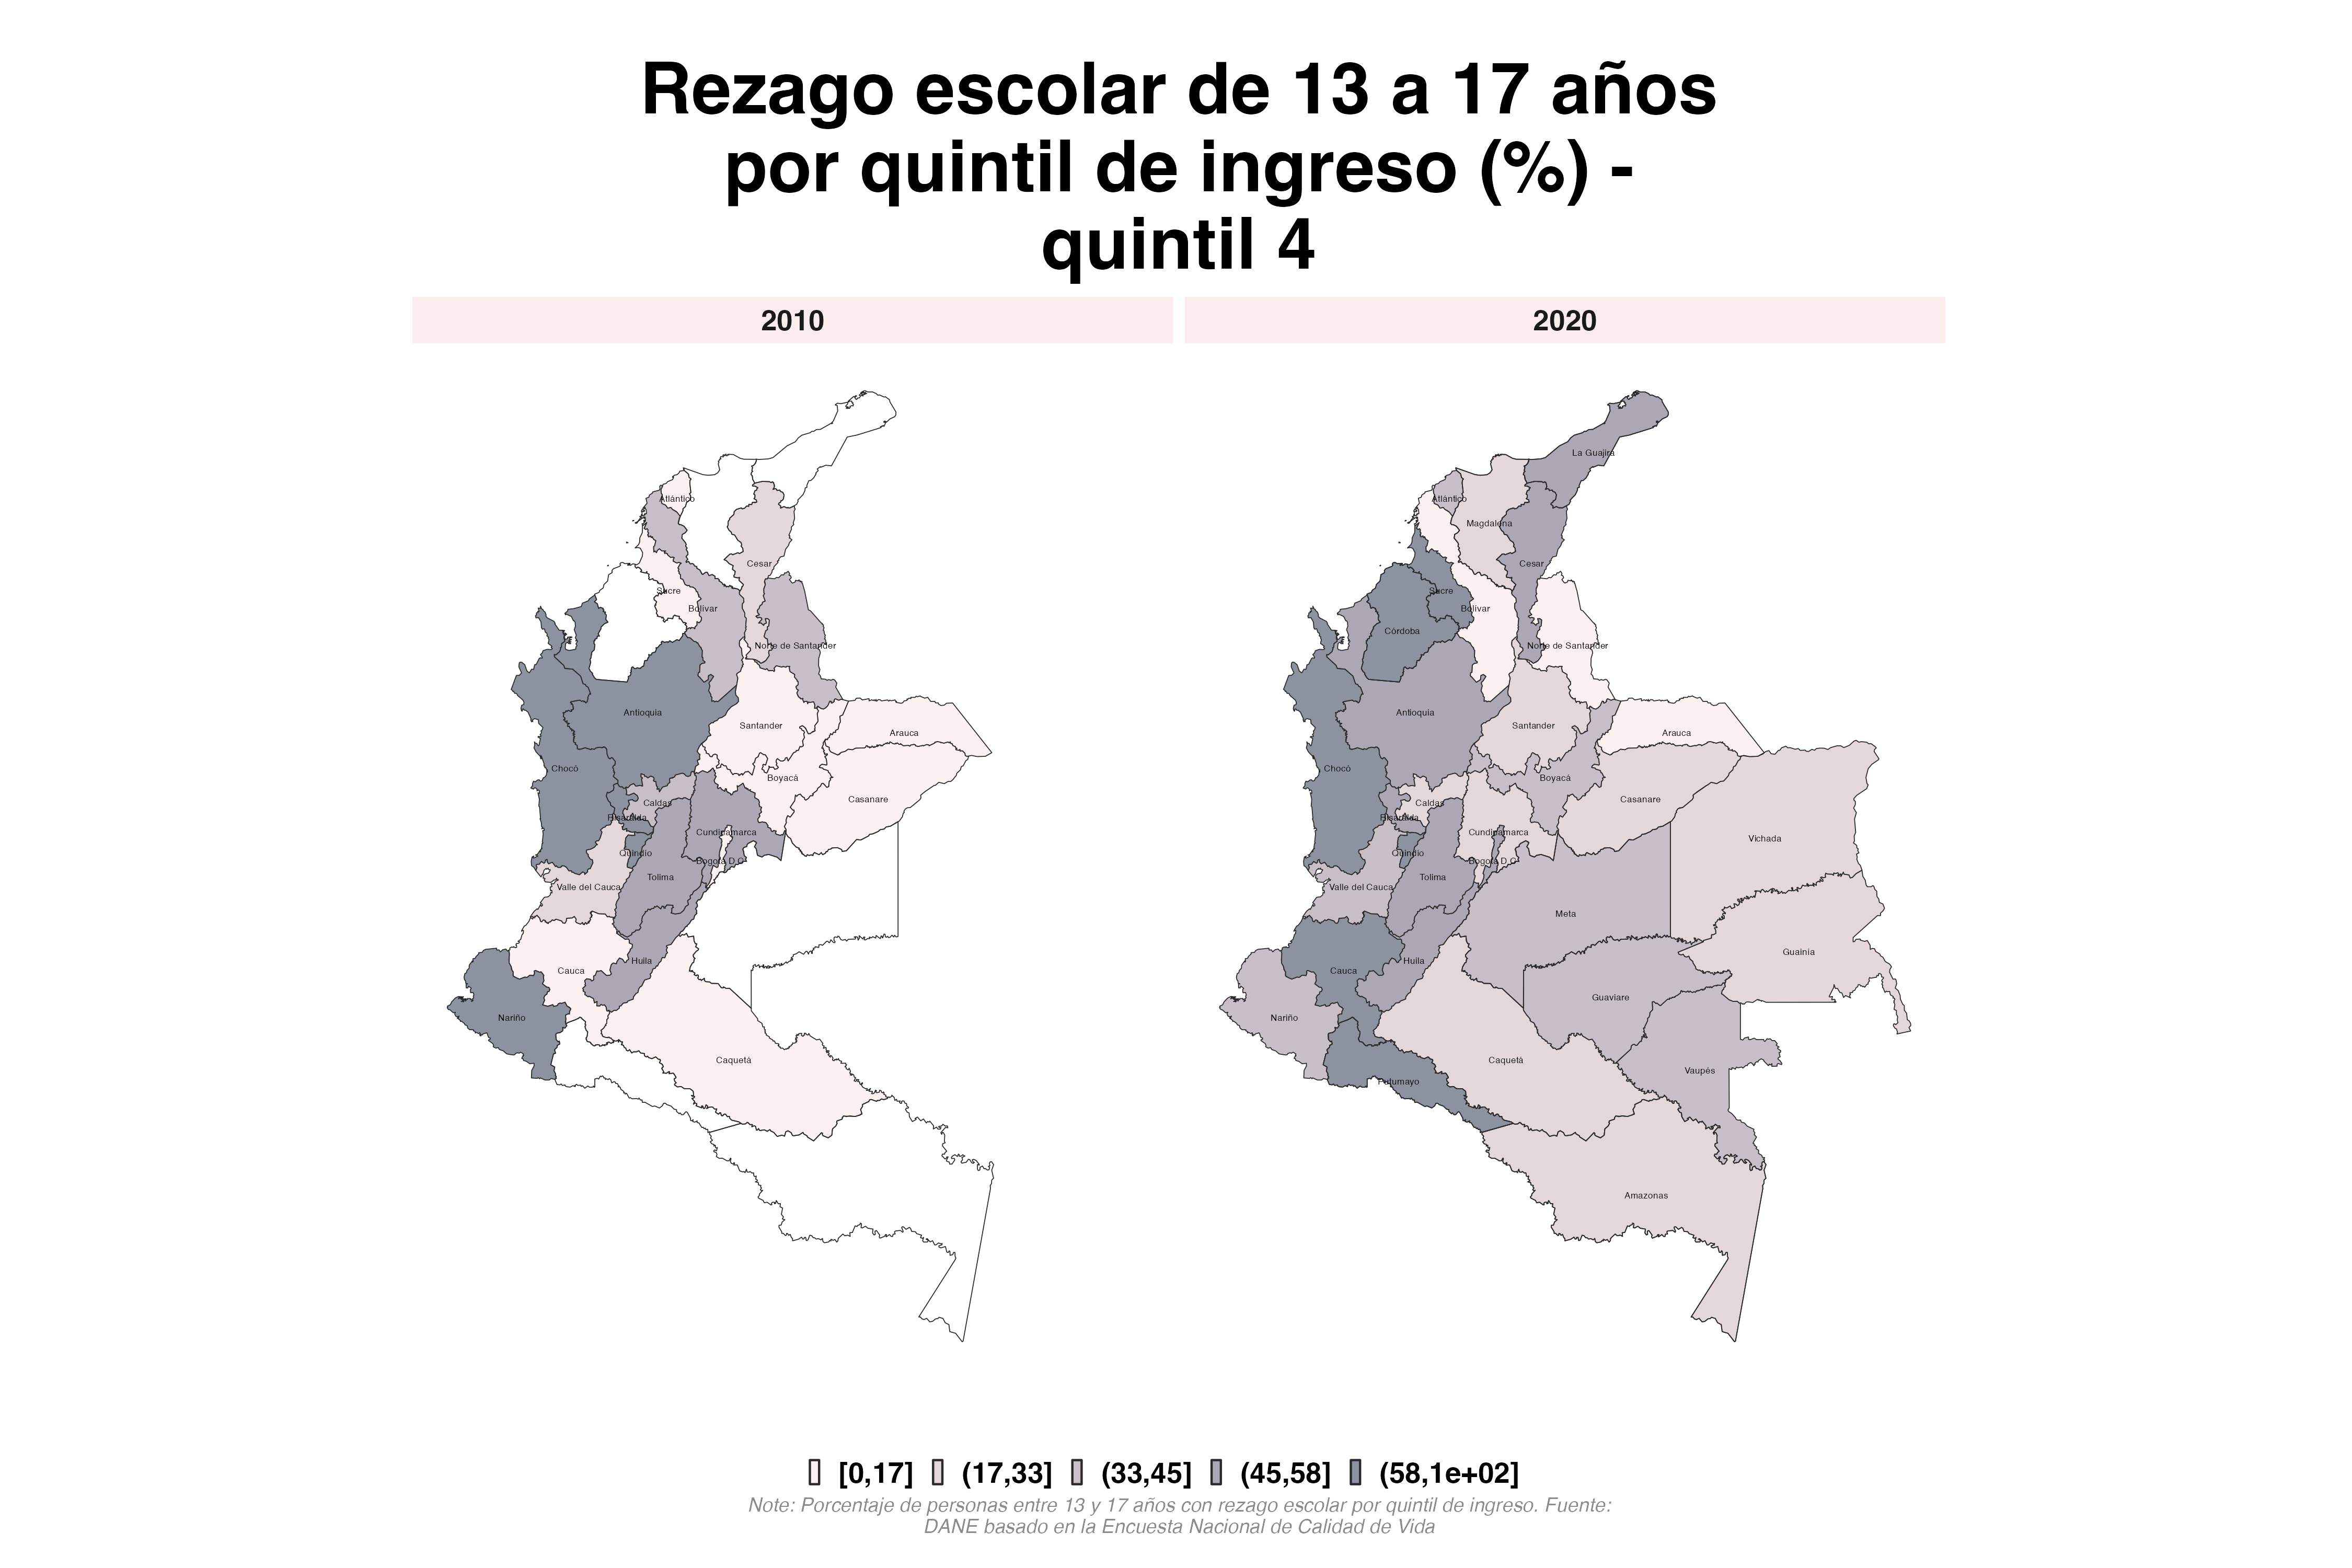 Rezago escolar de 13 a 17 años
por quintil de ingreso (%) -
quintil 4
2010
2020
Atlántico
Cesar
Sucre
Bolívar
Norte de Santander
Antioquia
Santander
Arauca
Chocó
Boyacá
Casanare
Caldas
Risaralda
Cundinamarca
Quindío
Bogotá D.C.
Tolima
Valle del Cauca
Huila
Cauca
Nariño
Caquetá
La Guajira
Atlántico
Magdalena
Cesar
Sucre
Bolívar
Córdoba
Norte de Santander
Antioquia
Santander
Arauca
Chocó
Boyacá
Casanare
Caldas
Risaralda
Cundinamarca
Vichada
Quindío
Bogotá D.C.
Tolima
Valle del Cauca
Meta
Guainía
Huila
Cauca
Guaviare
Nariño
Caquetá
Vaupés
Putumayo
Amazonas
[0,17] (17,33] (33,45] (45,58] (58,1e+02]
Note: Porcentaje de personas entre 13 y 17 años con rezago escolar por quintil de ingreso. Fuente:
DANE basado en la Encuesta Nacional de Calidad de Vida